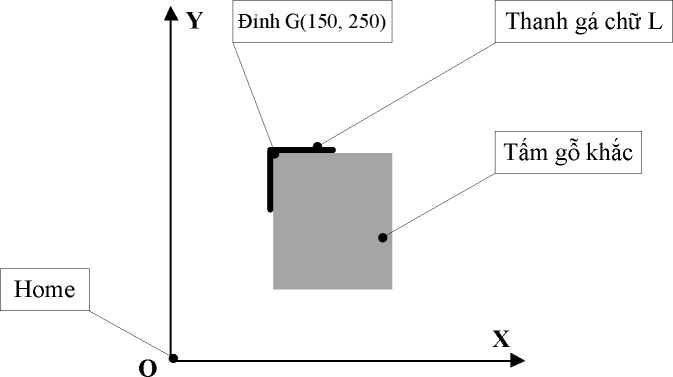 Y
Đỉnh G(150, 250)
Thanh gá chữ L
Tấm gỗ khắc
Home
X
O